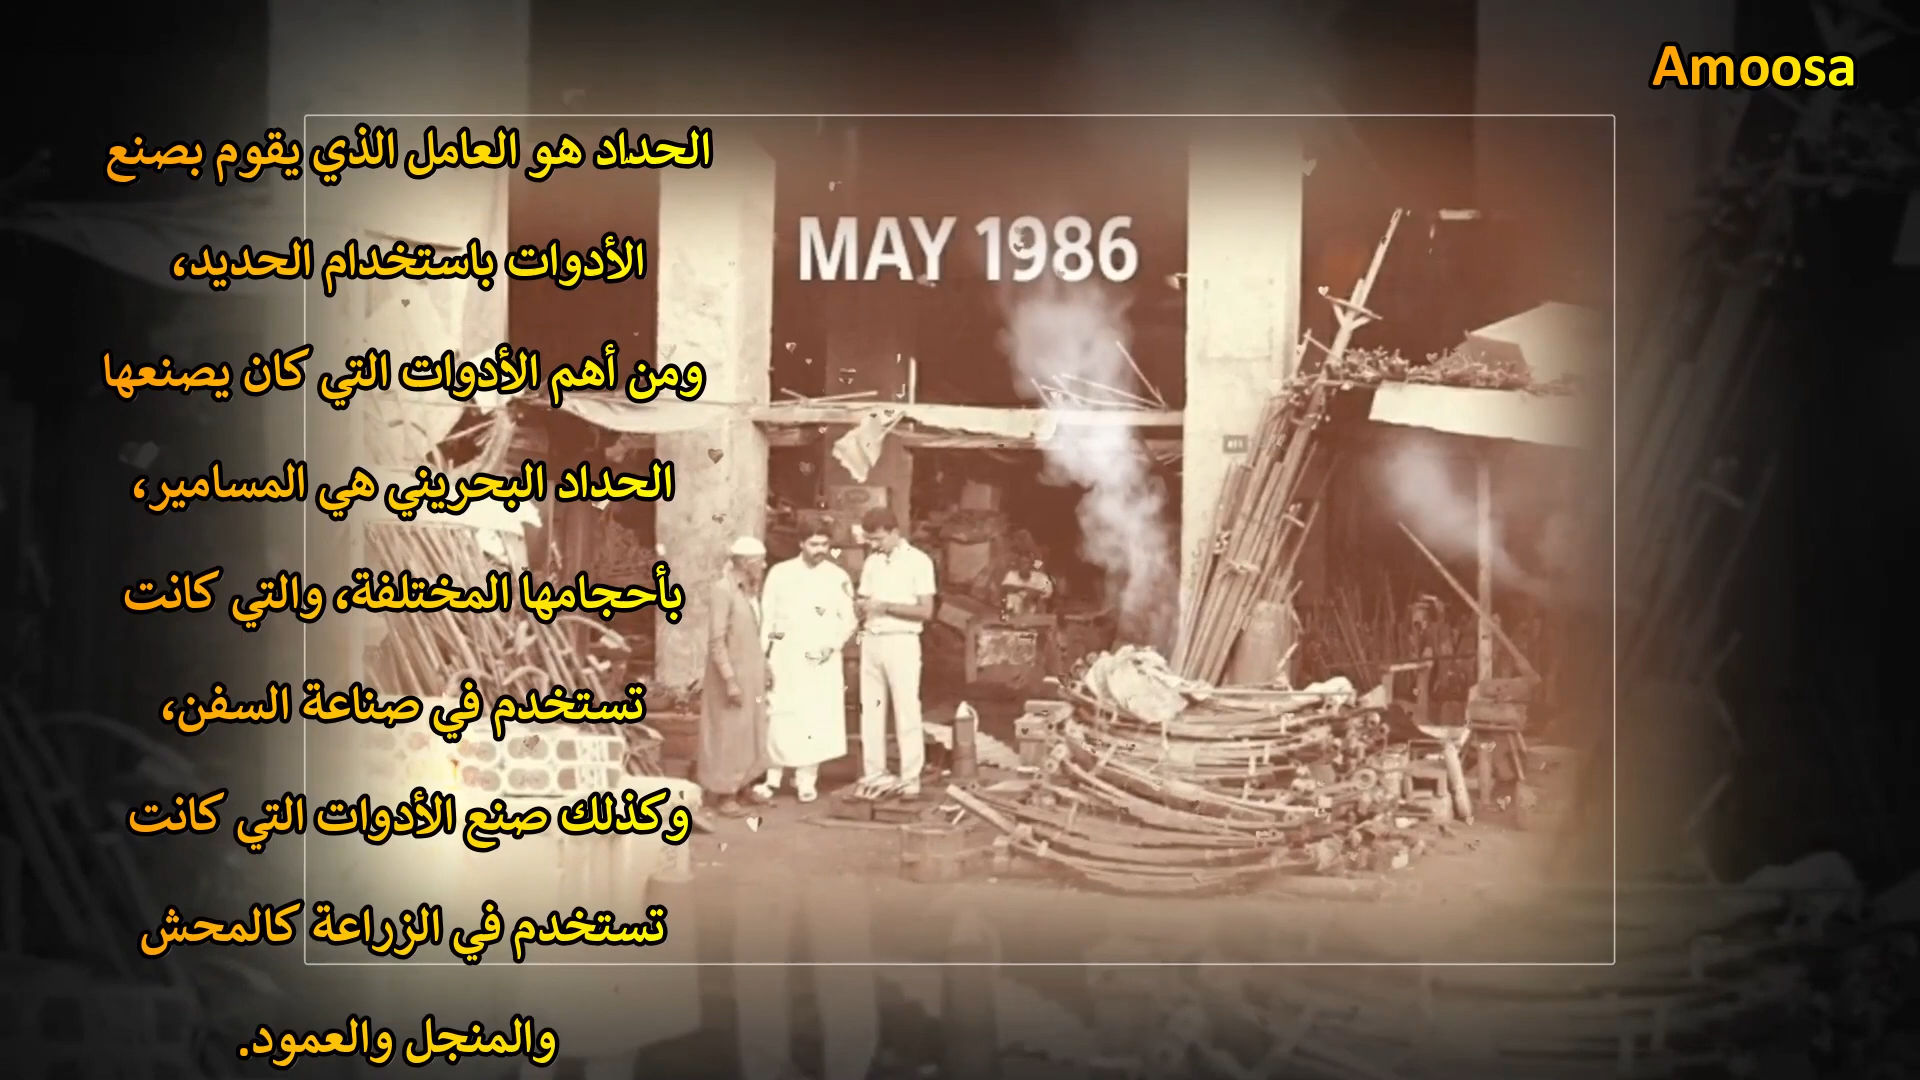 Amoosa
الحداد هو العامل الذي يقوم بصنع
الأدوات باستخدام الحديد،
ومن أهم الأدوات التي كان يصنعها
الحداد البحريني هي المسامير،
بأحجامها المختلفة، والتي كانت
تستخدم في صناعة السفن،
وكذلك صنع الأدوات التي كانت
تستخدم في الزراعة كالمحش
والمنجل والعمود.
MAY 1986